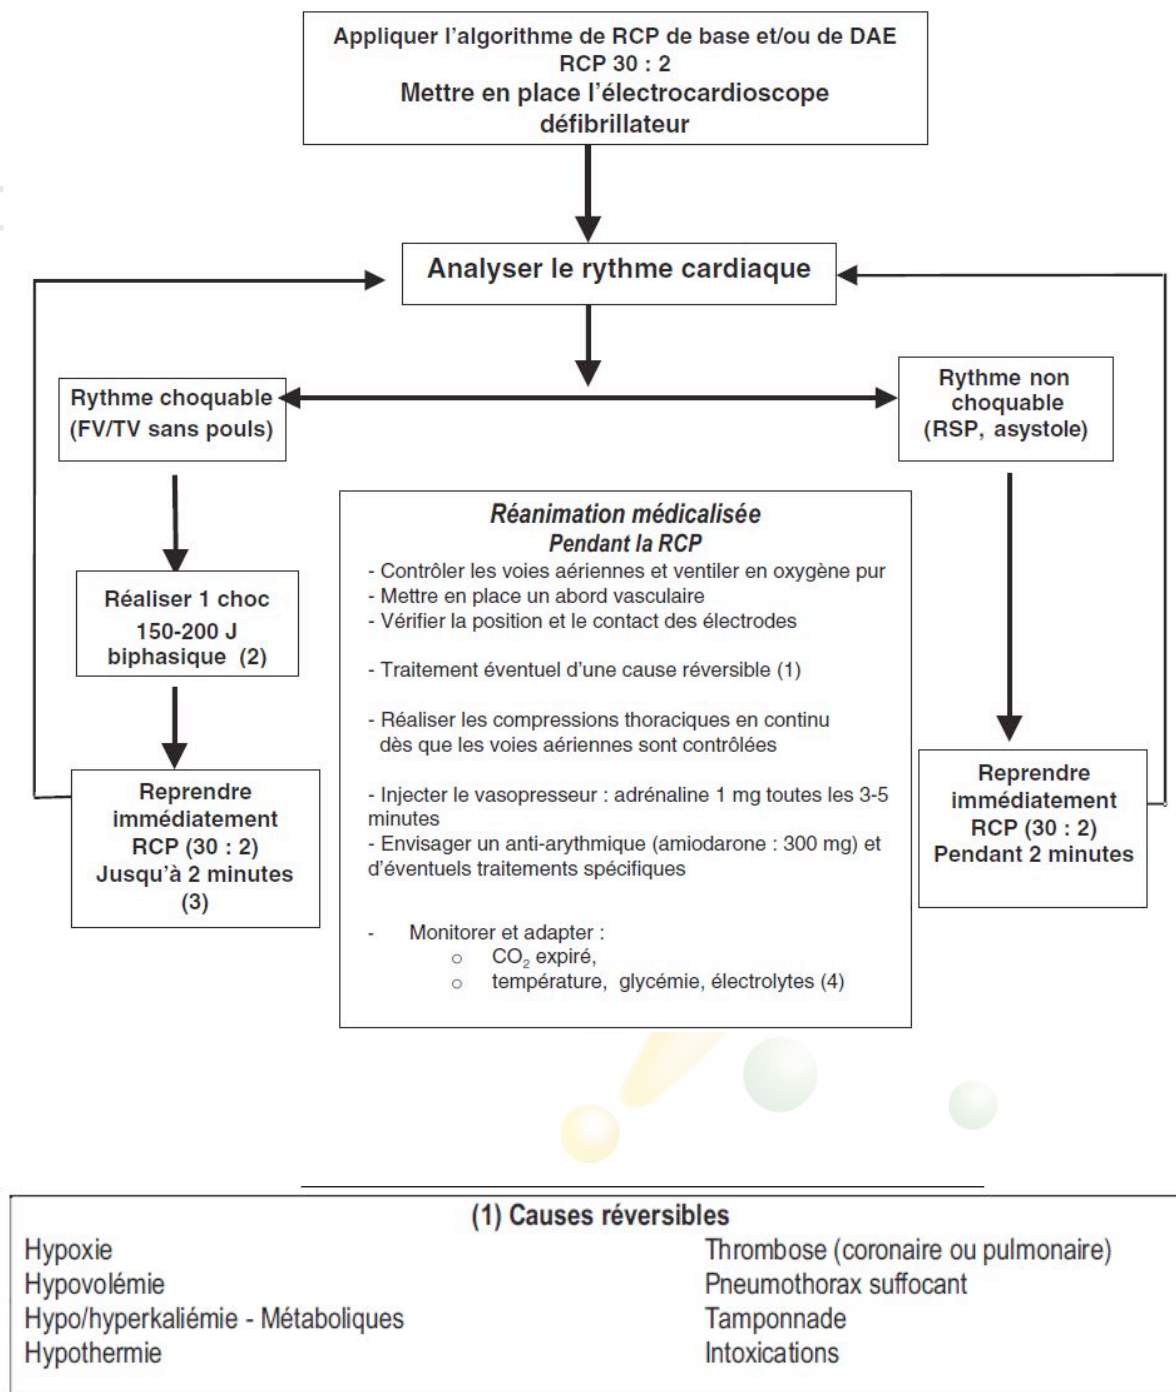 Appliquer l'algorithme de RCP de base et/ou de DAE
RCP 30 : 2
Mettre en place l'électrocardioscope
défibrillateur
Analyser le rythme cardiaque
Rythme choquable
(FV/TV sans pouls)
Rythme non
choquable
(RSP, asystole)
Réaliser 1 choc
150-200 J
biphasique (2)
Reprendre
immédiatement
RCP (30 : 2)
Jusqu'à 2 minutes
(3)
Réanimation médicalisée
Pendant la RCP
- Contrôler les voies aériennes et ventiler en oxygène pur
- Mettre en place un abord vasculaire
- Vérifier la position et le contact des électrodes
- Traitement éventuel d'une cause réversible (1)
- Réaliser les compressions thoraciques en continu
dès que les voies aériennes sont contrôlées
- Injecter le vasopresseur : adrénaline 1 mg toutes les 3-5
minutes
- Envisager un anti-arythmique (amiodarone : 300 mg) et
d'éventuels traitements spécifiques
- Monitorer et adapter :
o CO₂ expiré,
o température, glycémie, électrolytes (4)
Reprendre
immédiatement
RCP (30 : 2)
Pendant 2 minutes
(1) Causes réversibles
Hypoxie
Hypovolémie
Hypo/hyperkaliémie - Métaboliques
Hypothermie
Thrombose (coronaire ou pulmonaire)
Pneumothorax suffocant
Tamponnade
Intoxications